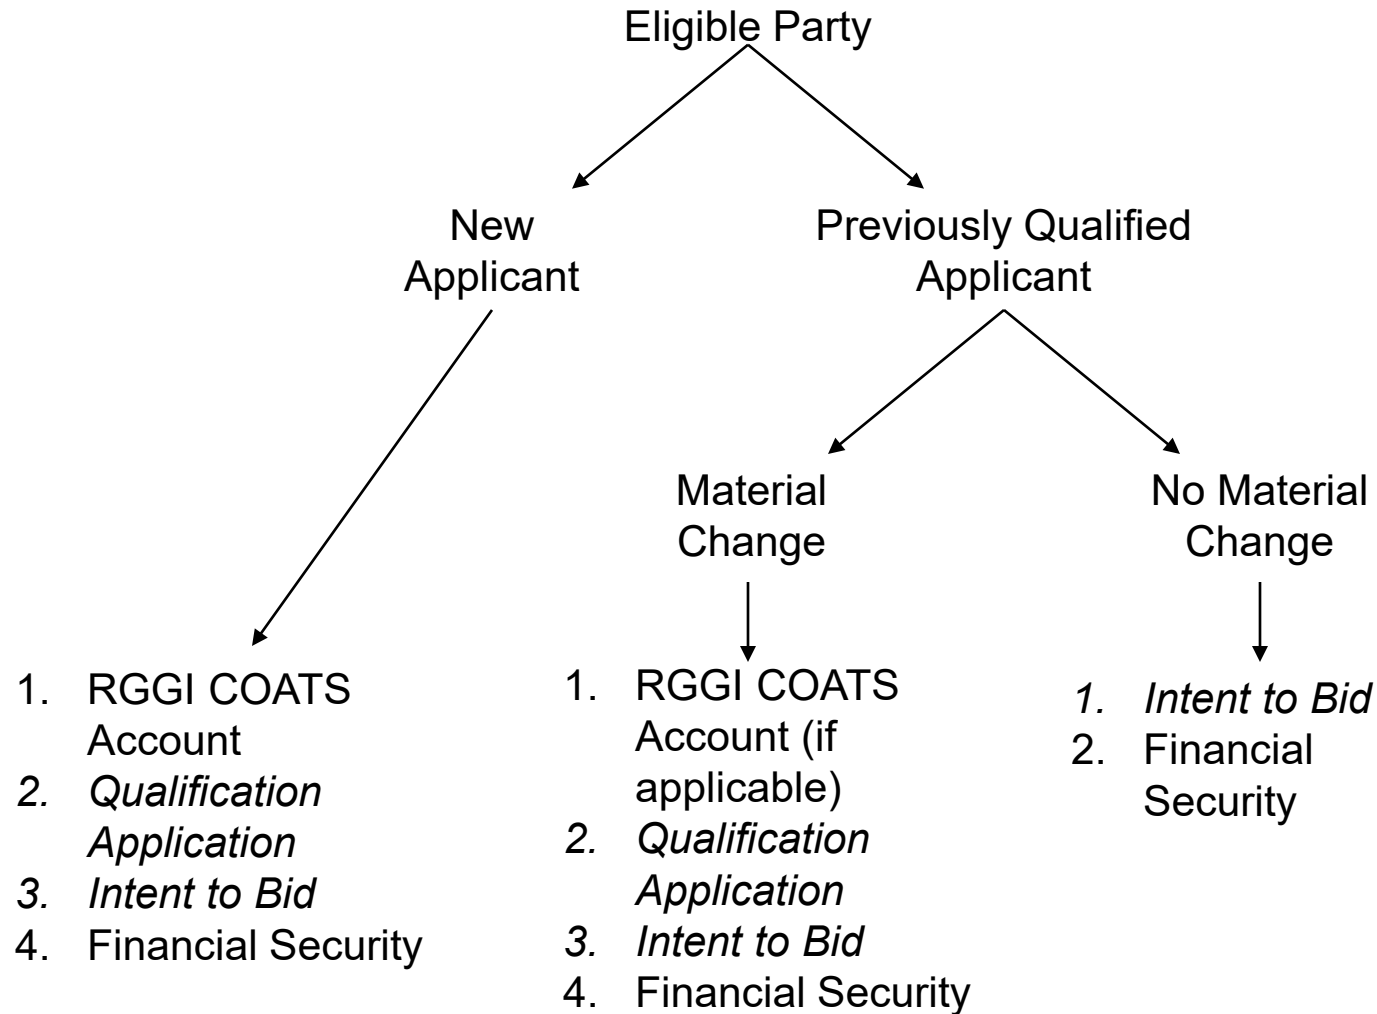 Eligible Party
New
Applicant
Previously Qualified
Applicant
Material
Change
No Material
Change
1. RGGI COATS
Account
2. Qualification
Application
3. Intent to Bid
4. Financial Security
1. RGGI COATS
Account (if
applicable)
2. Qualification
Application
3. Intent to Bid
4. Financial Security
1. Intent to Bid
2. Financial
Security